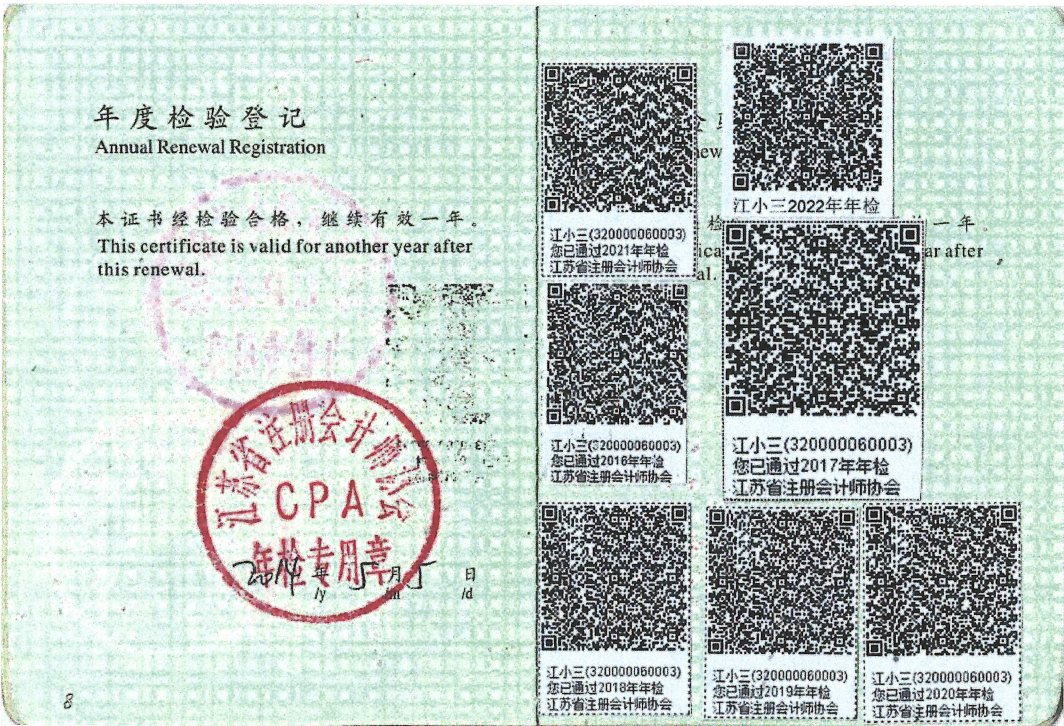 年度检验登记
Annual Renewal Registration
本证书经检验合格，继续有效一年。
This certificate is valid for another year after
this renewal.
江苏省注册会计师协会
CPA
年检专用章
2014 年 5 月 5 日
/y /m /d
8
江小三(320000060003)
您已通过2021年年检
江苏省注册会计师协会
江小三2022年年检
一年
ar after
al.
江小三(320000060003)
您已通过2016年年检
江苏省注册会计师协会
江小三(320000060003)
您已通过2017年年检
江苏省注册会计师协会
江小三(320000060003)
您已通过2018年年检
江苏省注册会计师协会
江小三(320000060003)
您已通过2019年年检
江苏省注册会计师协会
江小三(320000060003)
您已通过2020年年检
江苏省注册会计师协会